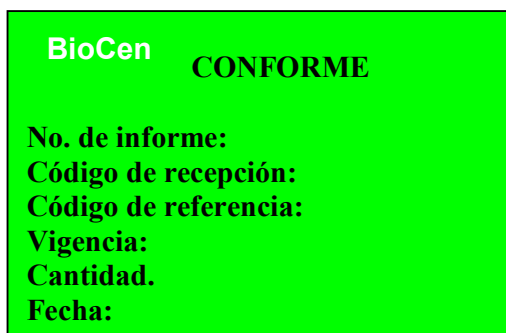 BioCen
CONFORME
No. de informe:
Código de recepción:
Código de referencia:
Vigencia:
Cantidad.
Fecha: